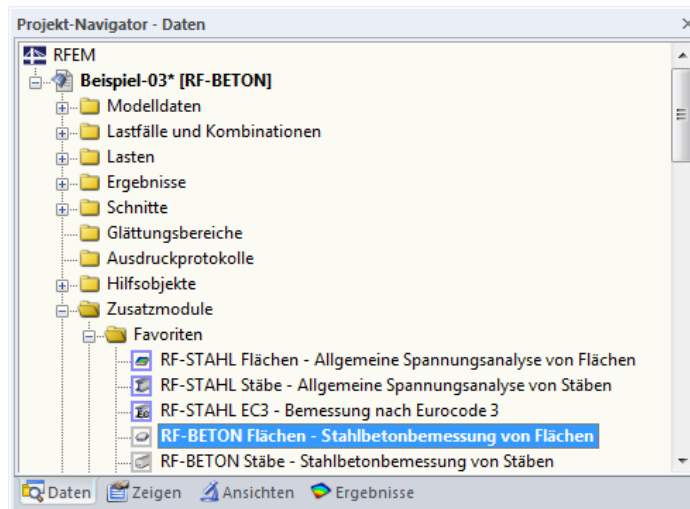 Projekt-Navigator - Daten
RFEM
Beispiel-03* [RF-BETON]
Modelldaten
Lastfälle und Kombinationen
Lasten
Ergebnisse
Schnitte
Glättungsbereiche
Ausdruckprotokolle
Hilfsobjekte
Zusatzmodule
Favoriten
RF-STAHL Flächen - Allgemeine Spannungsanalyse von Flächen
RF-STAHL Stäbe - Allgemeine Spannungsanalyse von Stäben
RF-STAHL EC3 - Bemessung nach Eurocode 3
RF-BETON Flächen - Stahlbetonbemessung von Flächen
RF-BETON Stäbe - Stahlbetonbemessung von Stäben
Daten Zeigen Ansichten Ergebnisse